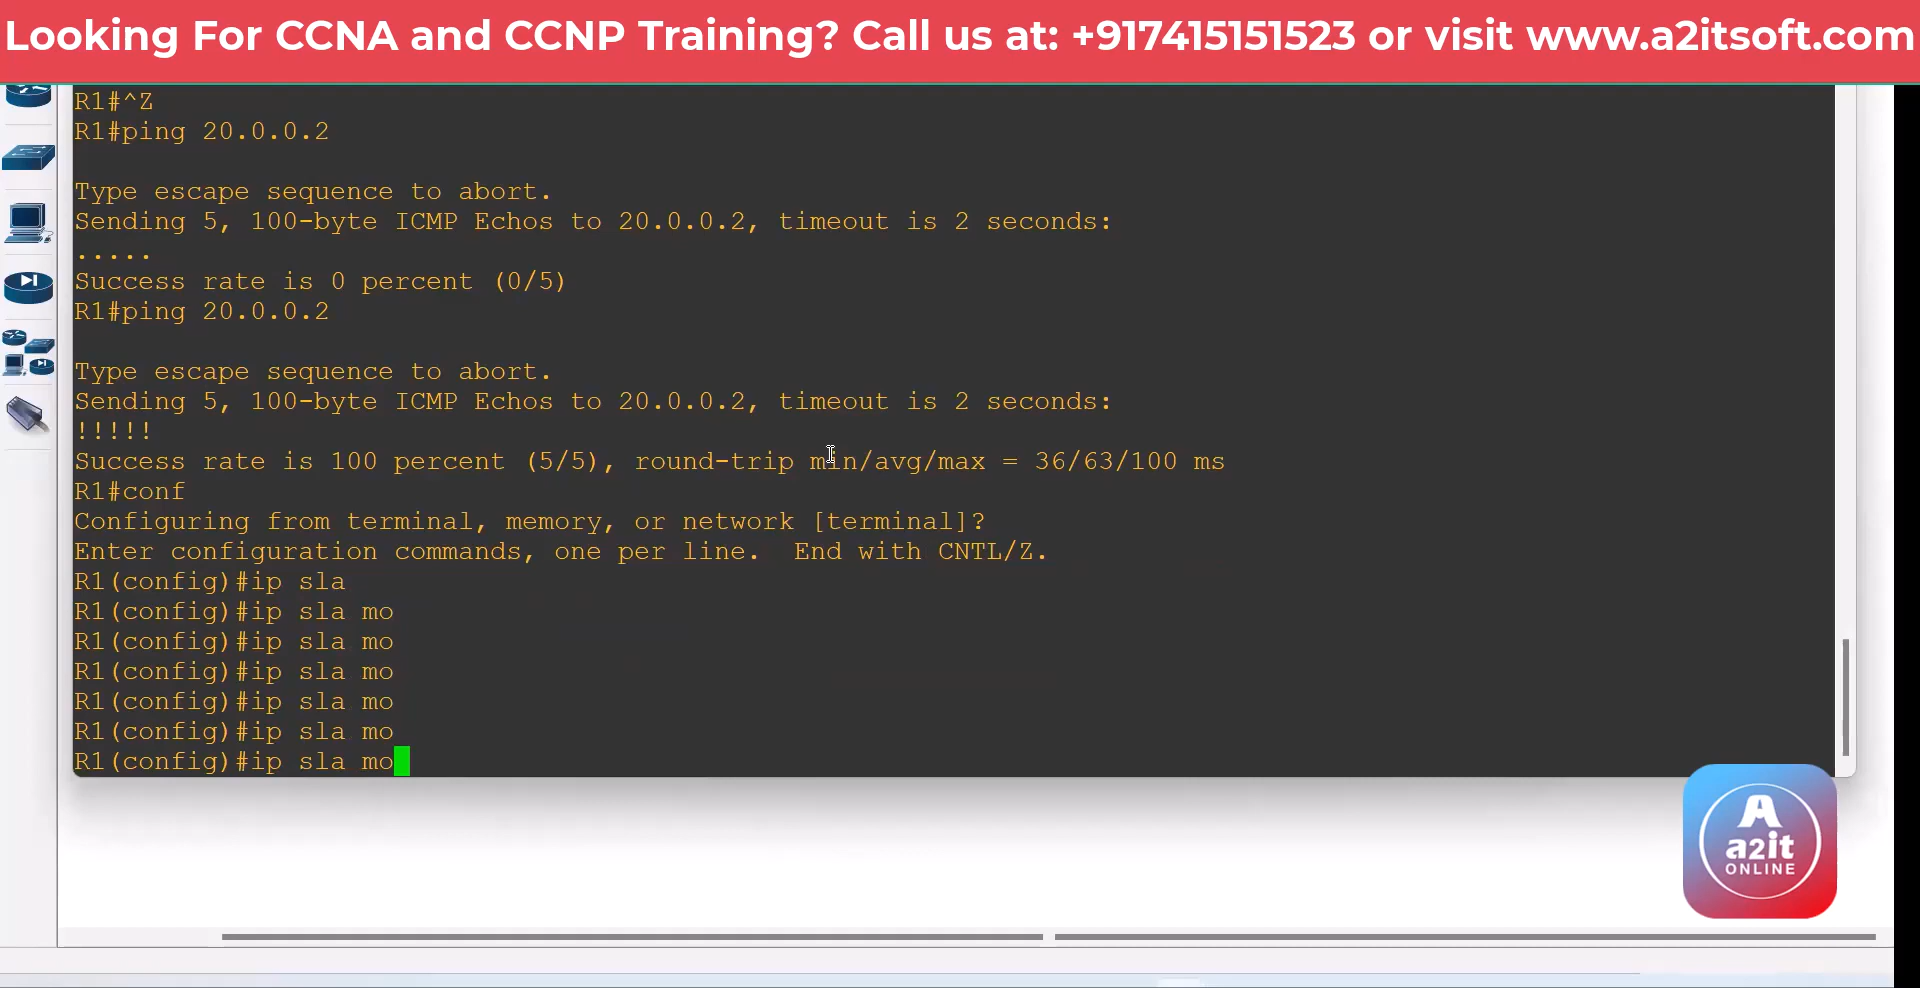 Looking For CCNA and CCNP Training? Call us at: +917415151523 or visit www.a2itsoft.com
R1#^Z
R1#ping 20.0.0.2
Type escape sequence to abort.
Sending 5, 100-byte ICMP Echos to 20.0.0.2, timeout is 2 seconds:
.....
Success rate is 0 percent (0/5)
R1#ping 20.0.0.2
Type escape sequence to abort.
Sending 5, 100-byte ICMP Echos to 20.0.0.2, timeout is 2 seconds:
!!!!!
Success rate is 100 percent (5/5), round-trip min/avg/max = 36/63/100 ms
R1#conf
Configuring from terminal, memory, or network [terminal]?
Enter configuration commands, one per line.  End with CNTL/Z.
R1(config)#ip sla
R1(config)#ip sla mo
R1(config)#ip sla mo
R1(config)#ip sla mo
R1(config)#ip sla mo
R1(config)#ip sla mo
R1(config)#ip sla mo
A
a2it
ONLINE